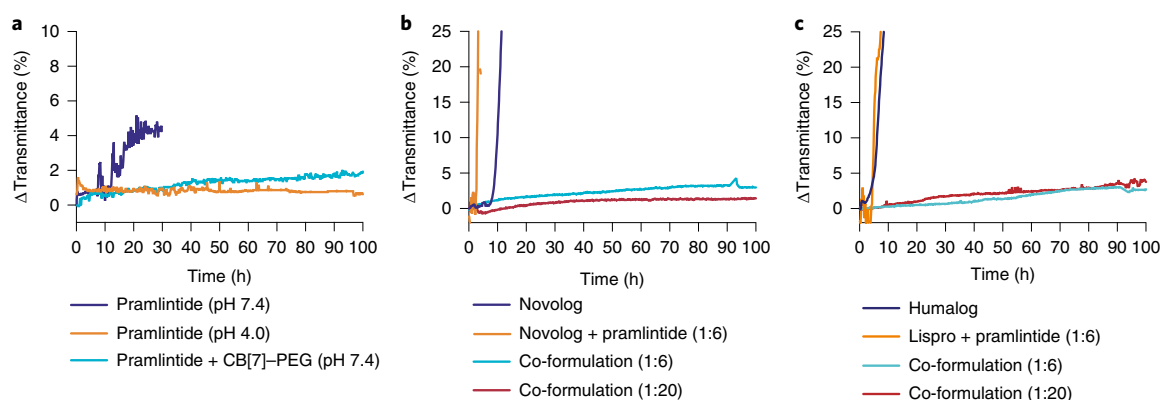 a
10
8
6
4
2
0
Δ Transmittance (%)
0 10 20 30 40 50 60 70 80 90 100
Time (h)
Pramlintide (pH 7.4)
Pramlintide (pH 4.0)
Pramlintide + CB[7]–PEG (pH 7.4)
b
25
20
15
10
5
0
Δ Transmittance (%)
0 10 20 30 40 50 60 70 80 90 100
Time (h)
Novolog
Novolog + pramlintide (1:6)
Co-formulation (1:6)
Co-formulation (1:20)
c
25
20
15
10
5
0
Δ Transmittance (%)
0 10 20 30 40 50 60 70 80 90 100
Time (h)
Humalog
Lispro + pramlintide (1:6)
Co-formulation (1:6)
Co-formulation (1:20)